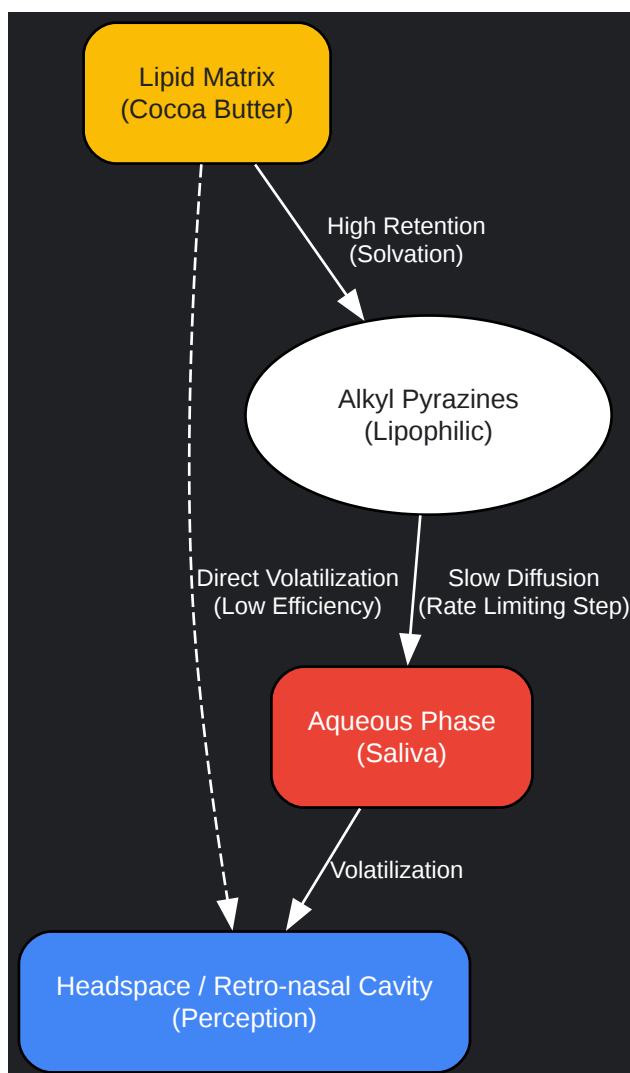 Lipid Matrix
(Cocoa Butter)
High Retention
(Solvation)
Alkyl Pyrazines
(Lipophilic)
Direct Volatilization
(Low Efficiency)
Slow Diffusion
(Rate Limiting Step)
Aqueous Phase
(Saliva)
Volatilization
Headspace / Retro-nasal Cavity
(Perception)